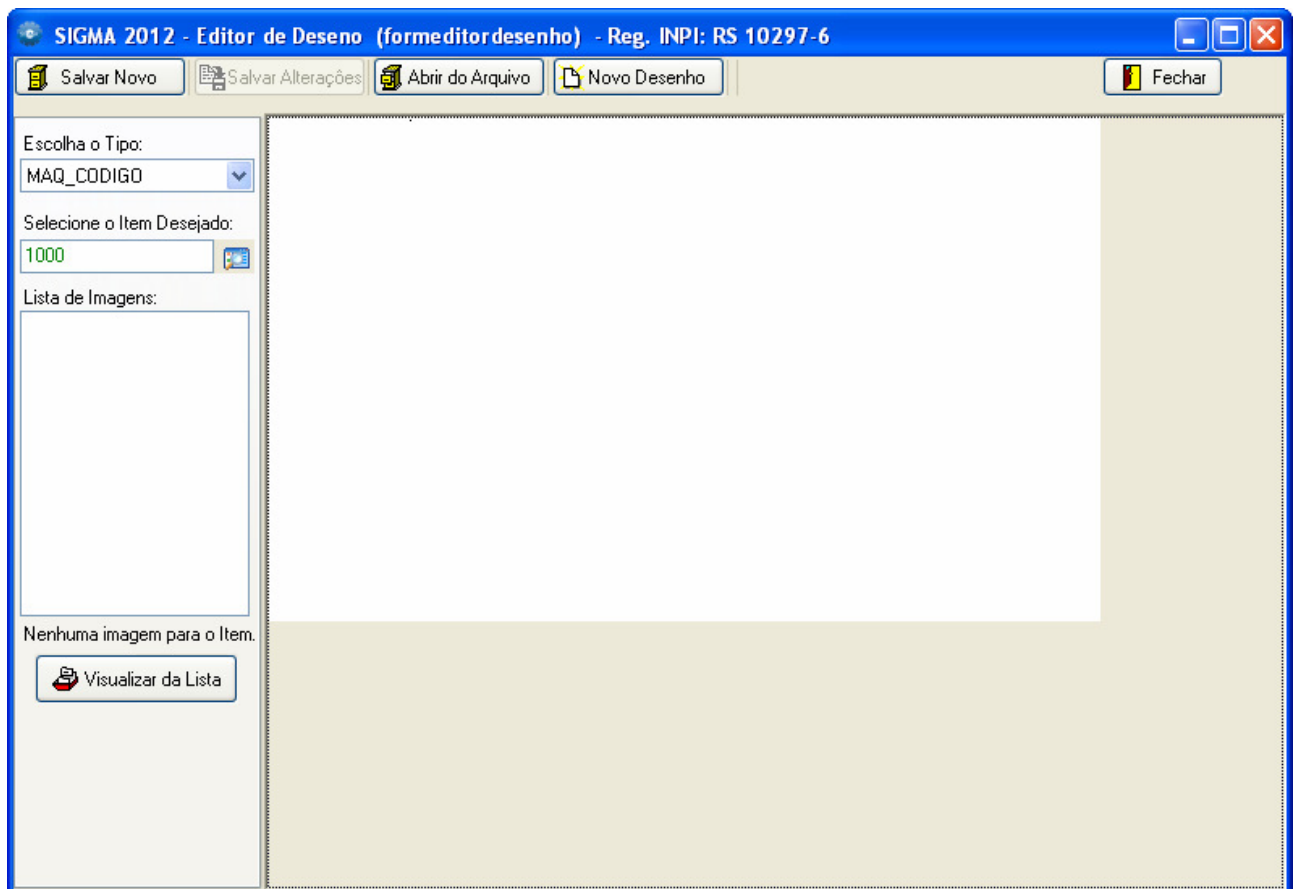 SIGMA 2012 - Editor de Deseno (formeditordesenho) - Reg. INPI: RS 10297-6
Salvar Novo Salvar Alterações Abrir do Arquivo Novo Desenho Fechar
Escolha o Tipo:
MAQ_CODIGO
Selecione o Item Desejado:
1000
Lista de Imagens:
Nenhuma imagem para o Item.
Visualizar da Lista